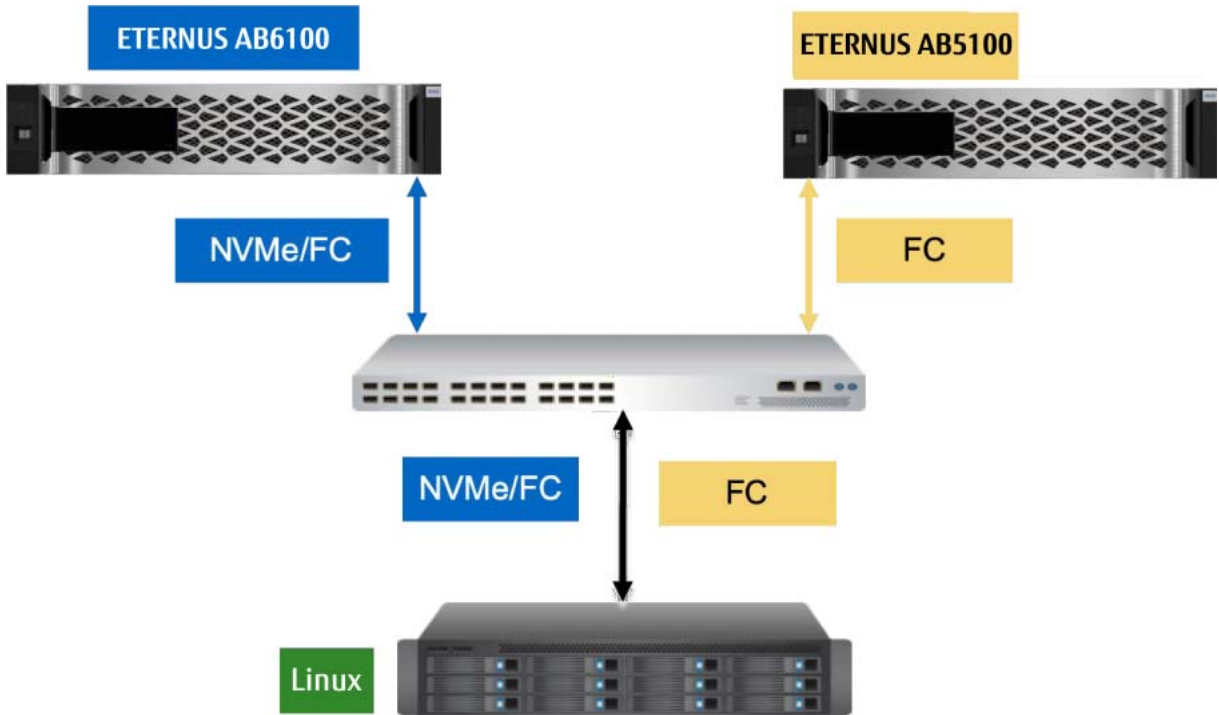 ETERNUS AB6100
ETERNUS AB5100
NVMe/FC
FC
NVMe/FC
FC
Linux